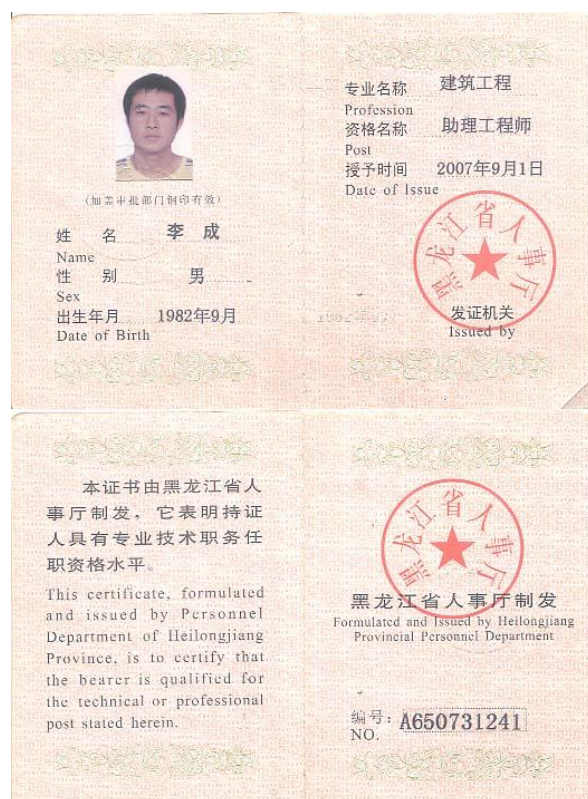 (加盖审批部门钢印有效)
姓 名 李 成
Name
性 别 男
Sex
出生年月 1982年9月
Date of Birth
专业名称 建筑工程
Profession
资格名称 助理工程师
Post
授予时间 2007年9月1日
Date of Issue
黑龙江省人事厅
发证机关
Issued by
本证书由黑龙江省人
事厅制发，它表明持证
人具有专业技术职务任
职资格水平。
This certificate, formulated
and issued by Personnel
Department of Heilongjiang
Province, is to certify that
the bearer is qualified for
the technical or professional
post stated herein.
黑龙江省人事厅
黑龙江省人事厅制发
Formulated and Issued by Heilongjiang
Provincial Personnel Department
编号: A650731241
NO.